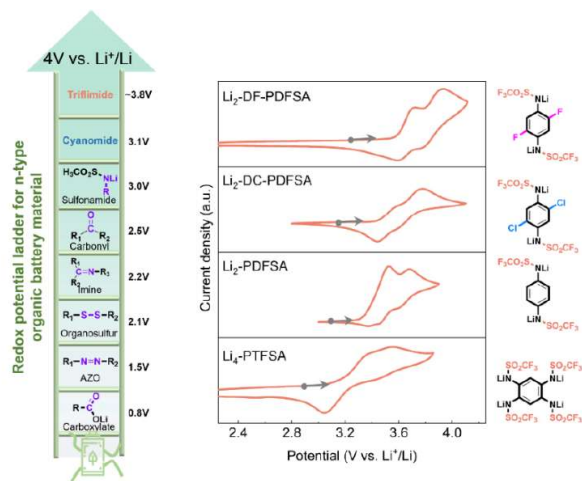 4V vs. Li⁺/Li
Redox potential ladder for n-type
organic battery material
Triflimide
~3.8V
Cyanomide
3.1V
H₃CO₂S
NLi
R
Sulfonamide
3.0V
O
C
R₁ R₂
Carbonyl
2.5V
R₁
C=N-R₃
R₂
Imine
2.2V
R₁-S-S-R₂
Organosulfur
2.1V
R₁-N=N-R₂
AZO
1.5V
O
R-C
OLi
Carboxylate
0.8V
Current density (a.u.)
Li₂-DF-PDFSA
Li₂-DC-PDFSA
Li₂-PDFSA
Li₄-PTFSA
2.4 2.8 3.2 3.6 4.0
Potential (V vs. Li⁺/Li)
F₃CO₂S
NLi
F
F
LiN
SO₂CF₃
F₃CO₂S
NLi
Cl
Cl
LiN
SO₂CF₃
F₃CO₂S
NLi
LiN
SO₂CF₃
SO₂CF₃ SO₂CF₃
LiN NLi
LiN NLi
SO₂CF₃ SO₂CF₃